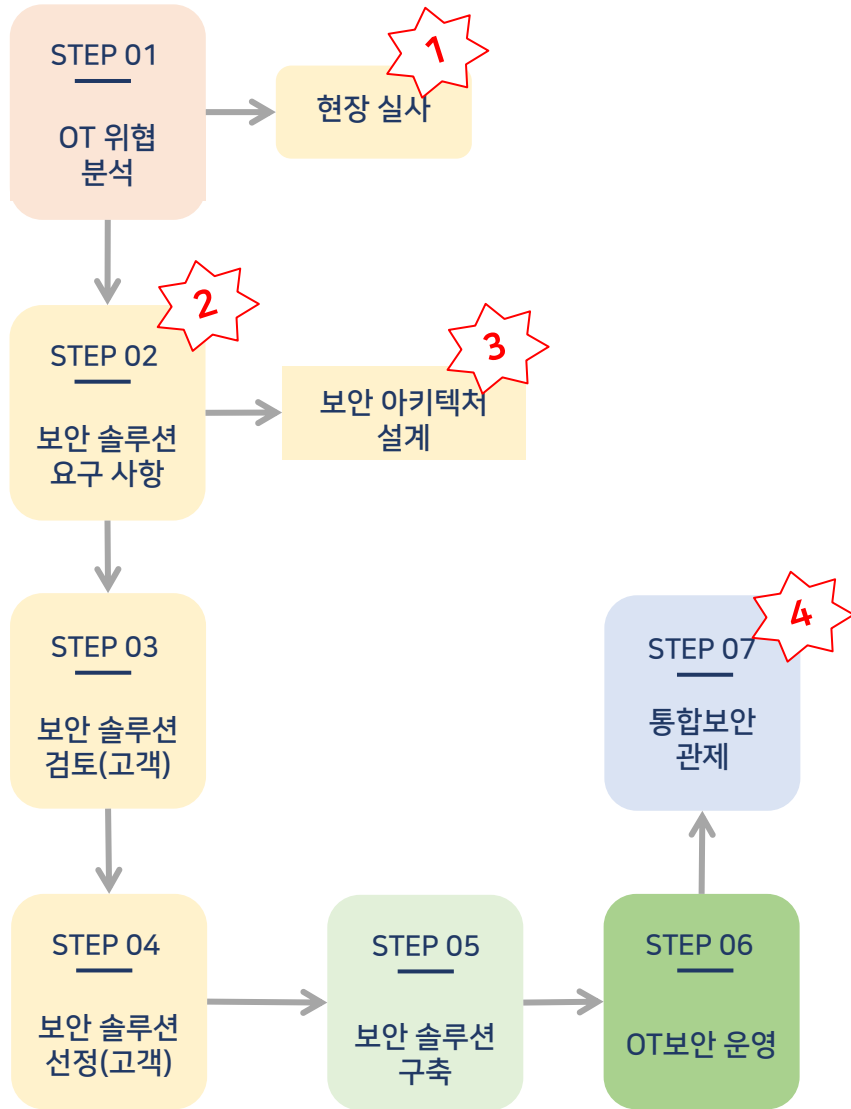 STEP 01
OT 위협
분석
1
현장 실사
2
STEP 02
보안 솔루션
요구 사항
3
보안 아키텍처
설계
STEP 03
보안 솔루션
검토(고객)
4
STEP 07
통합보안
관제
STEP 04
보안 솔루션
선정(고객)
STEP 05
보안 솔루션
구축
STEP 06
OT보안 운영